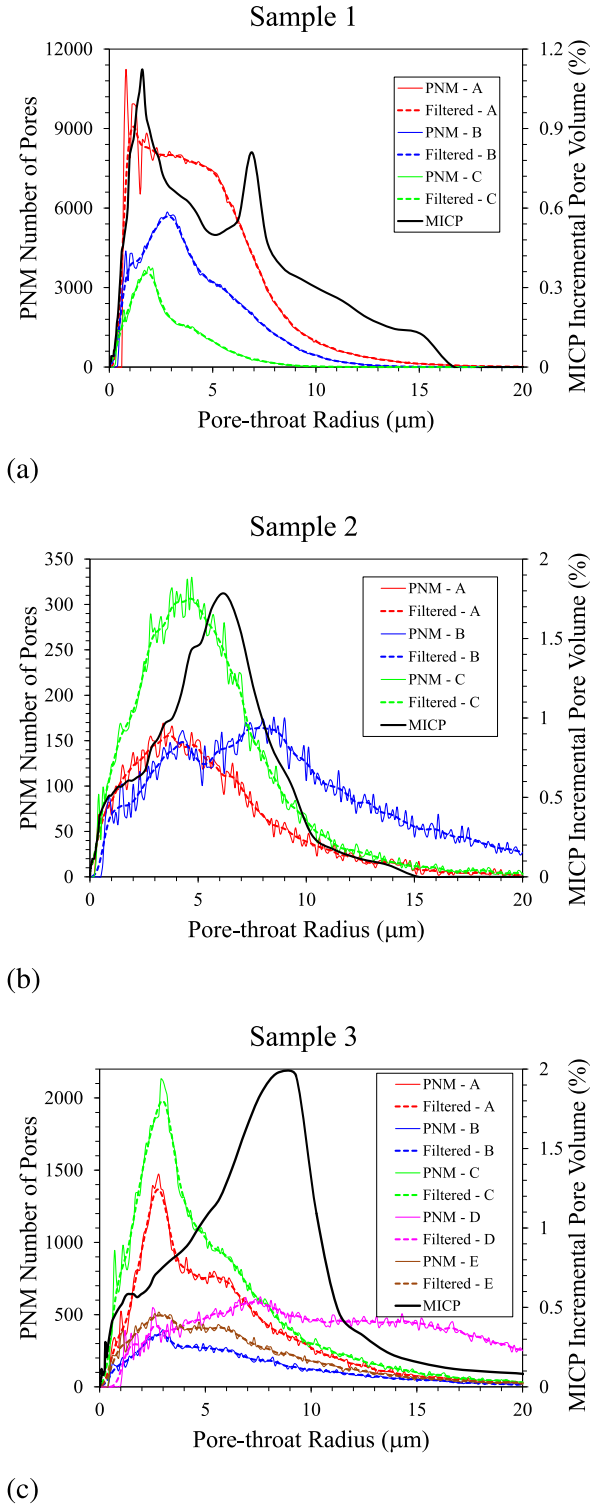 Sample 1
PNM Number of Pores
12000
9000
6000
3000
0
PNM - A
Filtered - A
PNM - B
Filtered - B
PNM - C
Filtered - C
MICP
1.2
0.9
0.6
0.3
0
MICP Incremental Pore Volume (%)
0 5 10 15 20
Pore-throat Radius (μm)
(a)
Sample 2
PNM Number of Pores
350
300
250
200
150
100
50
0
PNM - A
Filtered - A
PNM - B
Filtered - B
PNM - C
Filtered - C
MICP
2
1.5
1
0.5
0
MICP Incremental Pore Volume (%)
0 5 10 15 20
Pore-throat Radius (μm)
(b)
Sample 3
PNM Number of Pores
2000
1500
1000
500
0
PNM - A
Filtered - A
PNM - B
Filtered - B
PNM - C
Filtered - C
PNM - D
Filtered - D
PNM - E
Filtered - E
MICP
2
1.5
1
0.5
0
MICP Incremental Pore Volume (%)
0 5 10 15 20
Pore-throat Radius (μm)
(c)